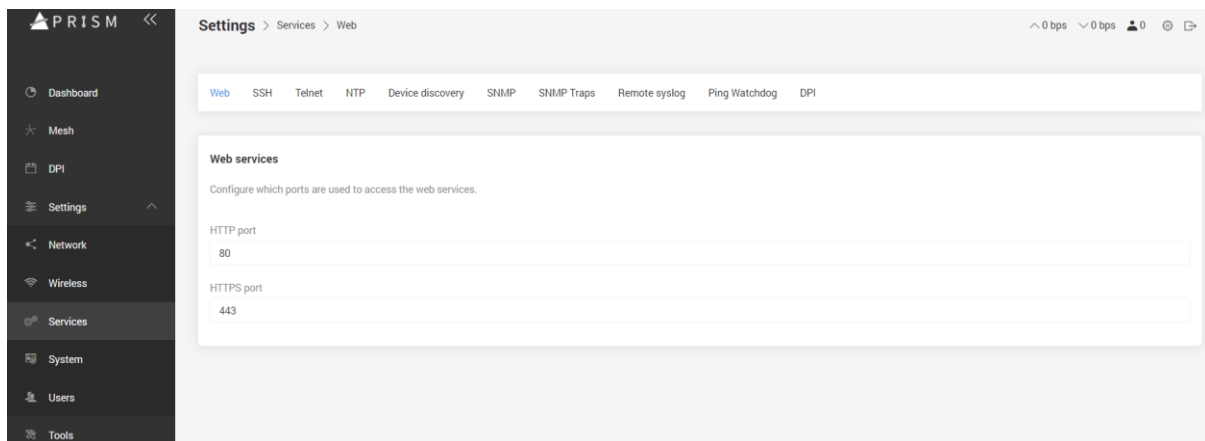 PRISM
Settings > Services > Web
0 bps 0 bps 0
Dashboard
Mesh
DPI
Settings
Network
Wireless
Services
System
Users
Tools
Web SSH Telnet NTP Device discovery SNMP SNMP Traps Remote syslog Ping Watchdog DPI
Web services
Configure which ports are used to access the web services.
HTTP port
80
HTTPS port
443